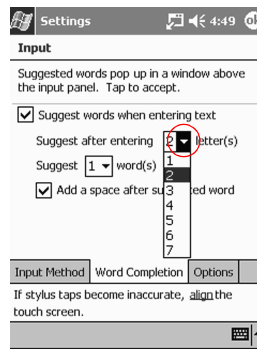 Settings 4:49 ok
Input
Suggested words pop up in a window above
the input panel. Tap to accept.
Suggest words when entering text
Suggest after entering 2 letter(s)
Suggest 1 word(s)
Add a space after su ted word
1
2
3
4
5
6
7
Input Method Word Completion Options
If stylus taps become inaccurate, align the
touch screen.